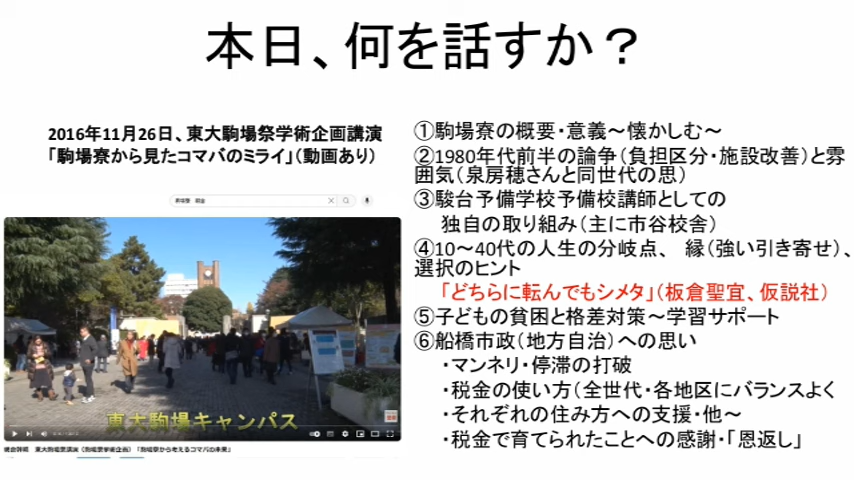 本日、何を話すか？
2016年11月26日、東大駒場祭学術企画講演
「駒場寮から見たコマバのミライ」（動画あり）
東大駒場キャンパス
①駒場寮の概要・意義～懐かしむ～
②1980年代前半の論争（負担区分・施設改善）と雰
囲気（泉房穂さんと同世代の思）
③駿台予備学校予備校講師としての
独自の取り組み（主に市谷校舎）
④10～40代の人生の分岐点、 縁（強い引き寄せ）、
選択のヒント
「どちらに転んでもシメタ」（板倉聖宜、仮説社）
⑤子どもの貧困と格差対策～学習サポート
⑥船橋市政（地方自治）への思い
・マンネリ・停滞の打破
・税金の使い方（全世代・各地区にバランスよく
・それぞれの住み方への支援・他～
・税金で育てられたことへの感謝・「恩返し」